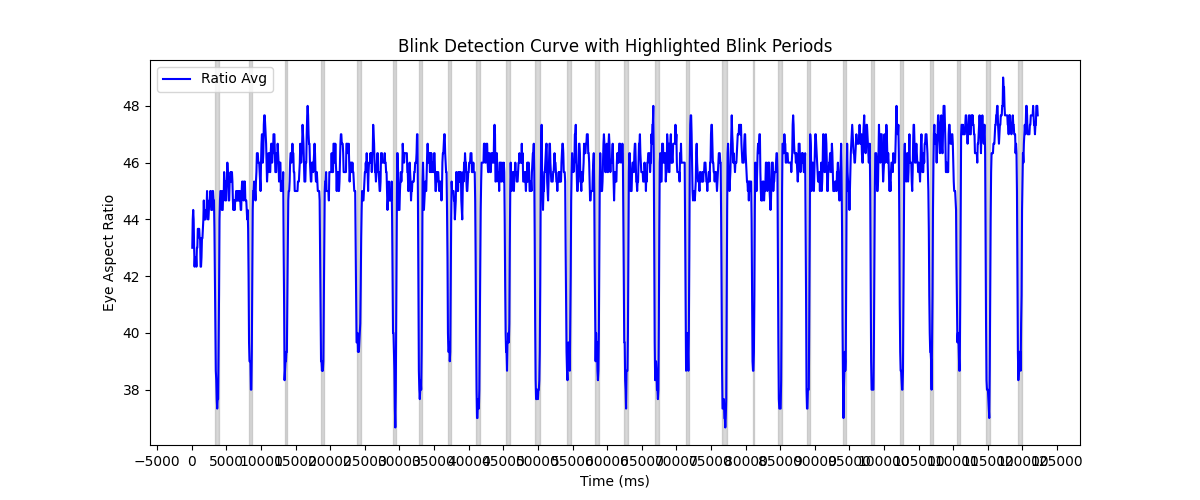 Blink Detection Curve with Highlighted Blink Periods
Ratio Avg
48
46
44
42
40
38
Eye Aspect Ratio
−5000 0 5000 10000 15000 20000 25000 30000 35000 40000 45000 50000 55000 60000 65000 70000 75000 80000 85000 90000 95000 100000 105000 110000 115000 120000 125000
Time (ms)